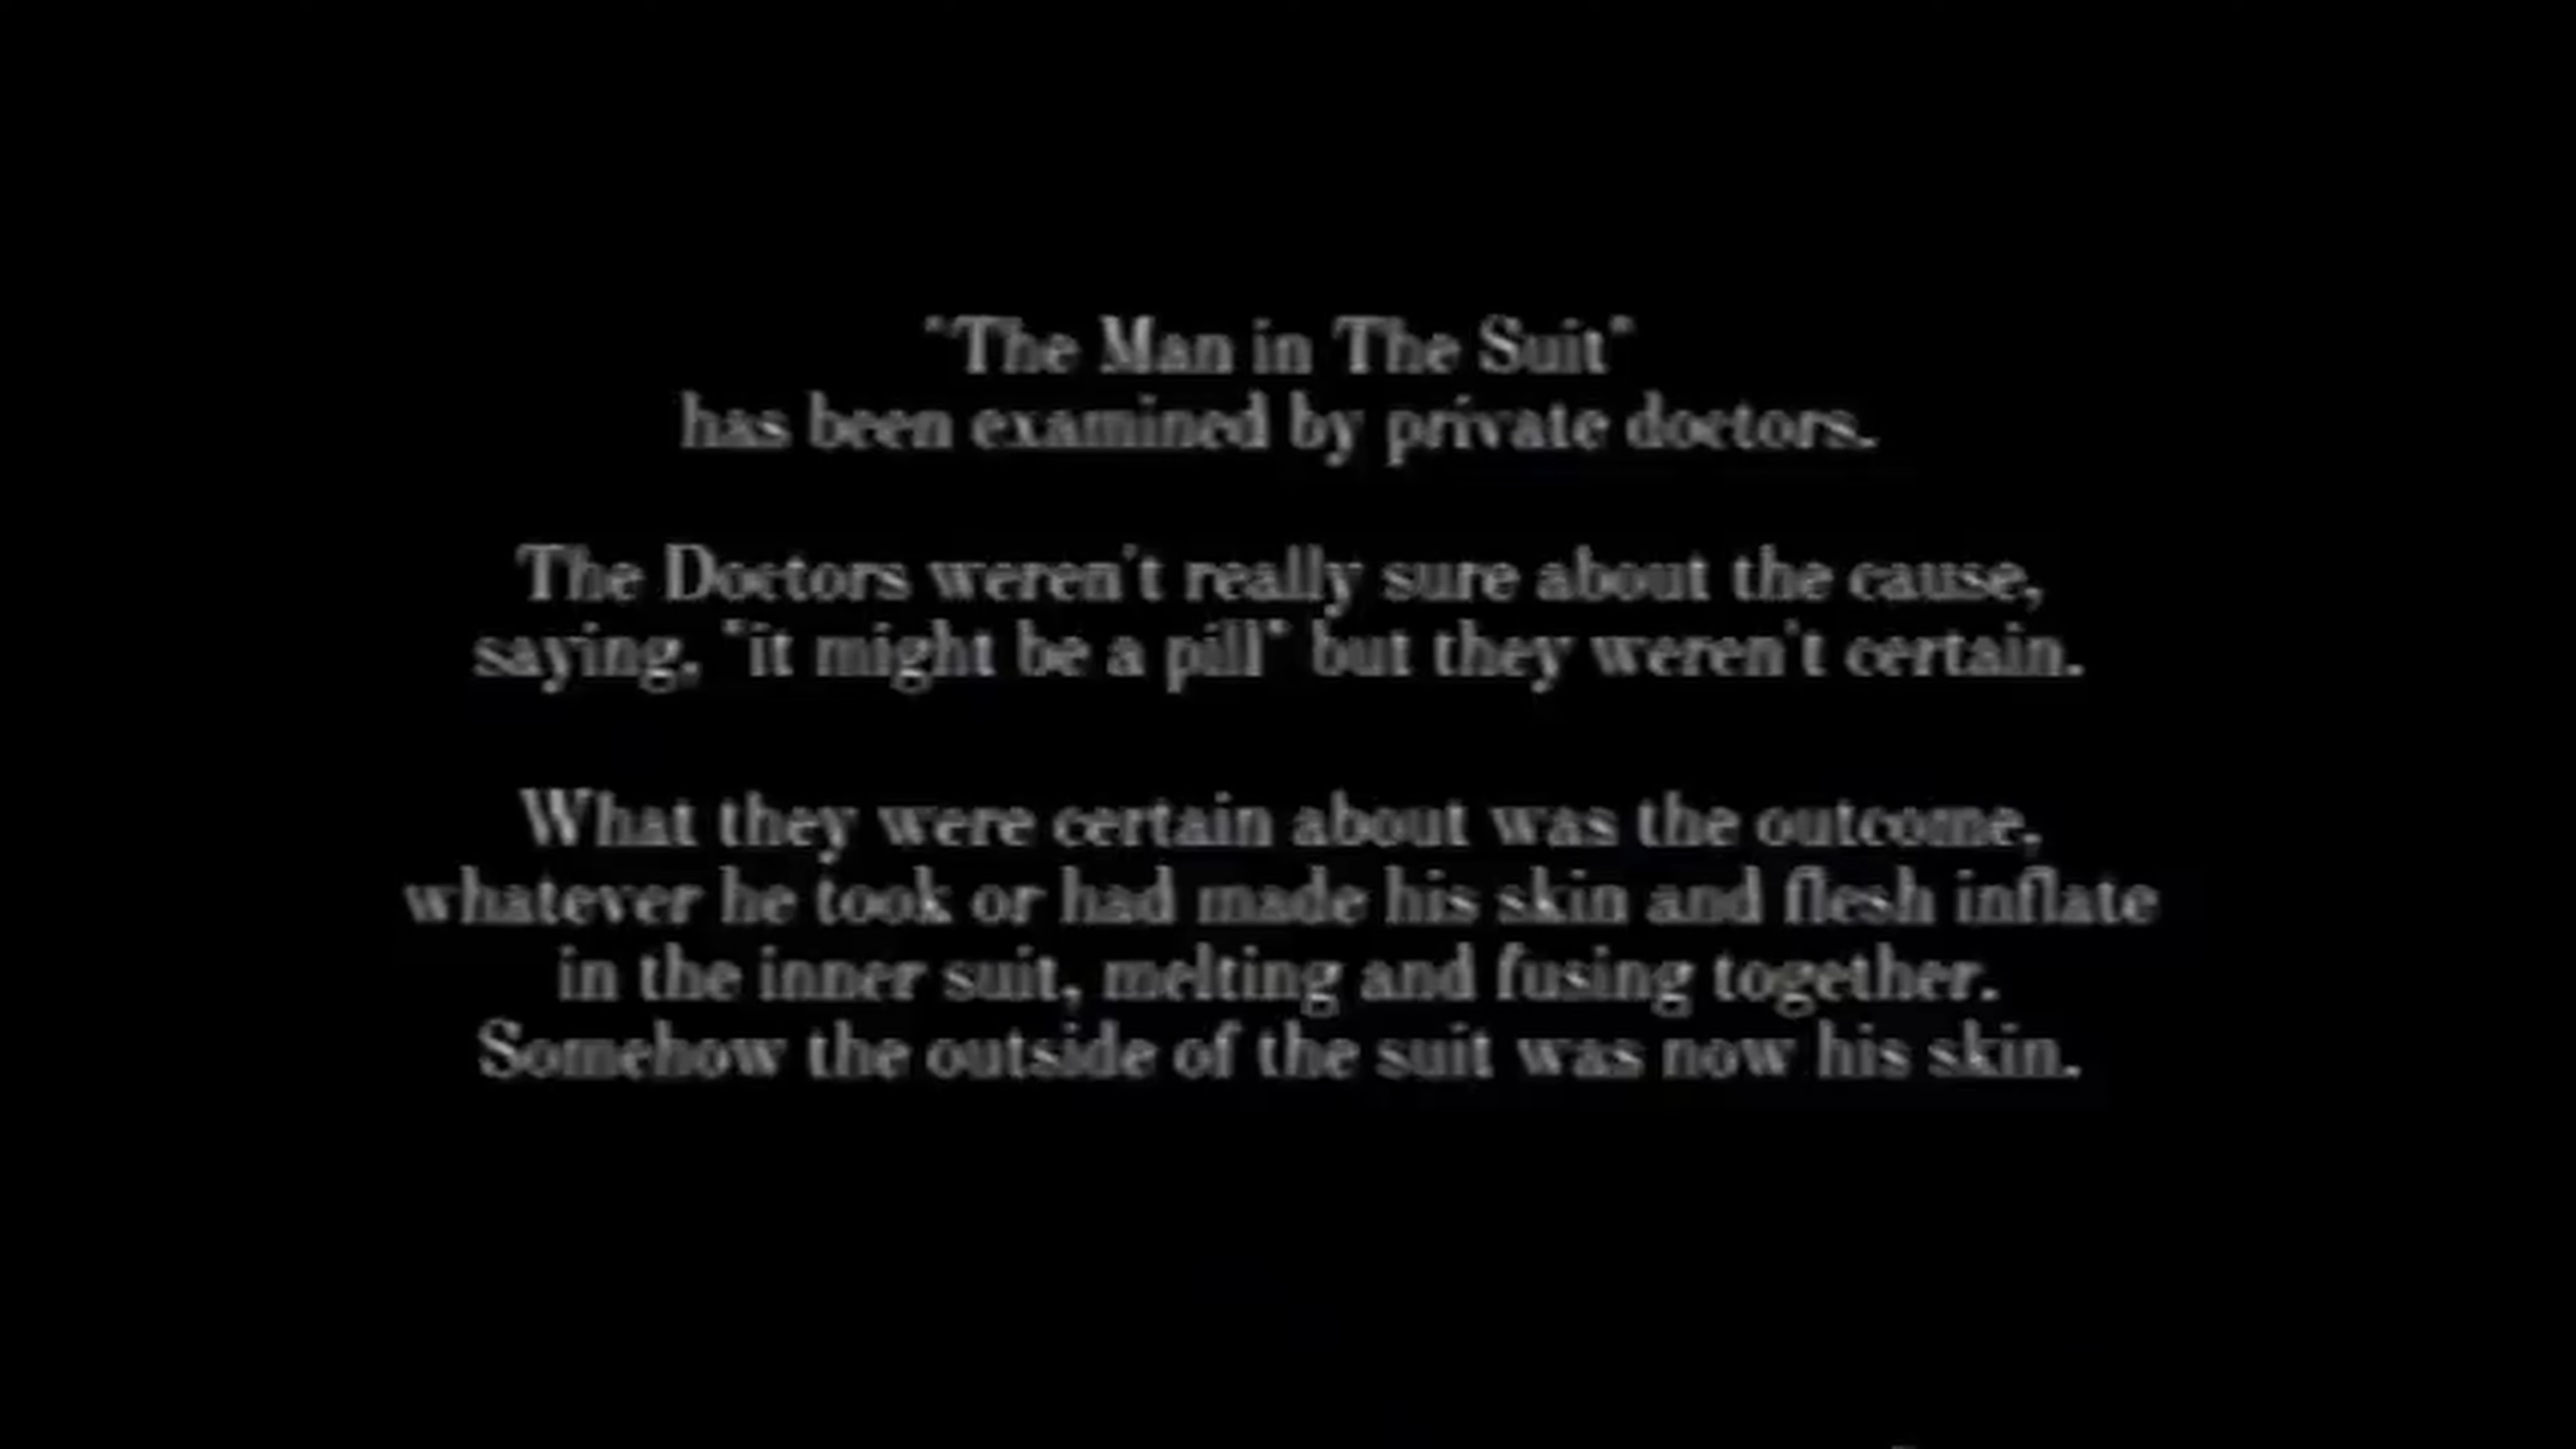 "The Man in The Suit"
has been examined by private doctors.
The Doctors weren't really sure about the cause,
saying, "it might be a pill" but they weren't certain.
What they were certain about was the outcome,
whatever he took or had made his skin and flesh inflate
in the inner suit, melting and fusing together.
Somehow the outside of the suit was now his skin.